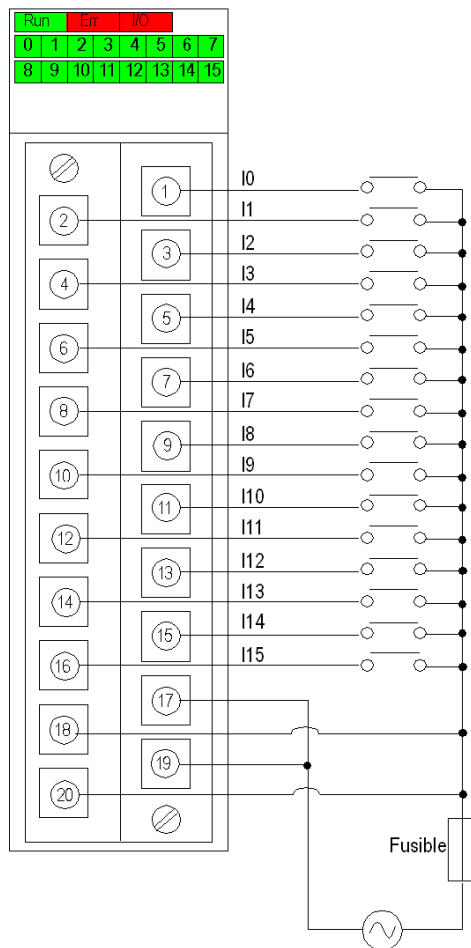 Run Err I/O
0 1 2 3 4 5 6 7
8 9 10 11 12 13 14 15
1 I0
2 I1
3 I2
4 I3
5 I4
6 I5
7 I6
8 I7
9 I8
10 I9
11 I10
12 I11
13 I12
14 I13
15 I14
16 I15
17
18
19
20
Fusible